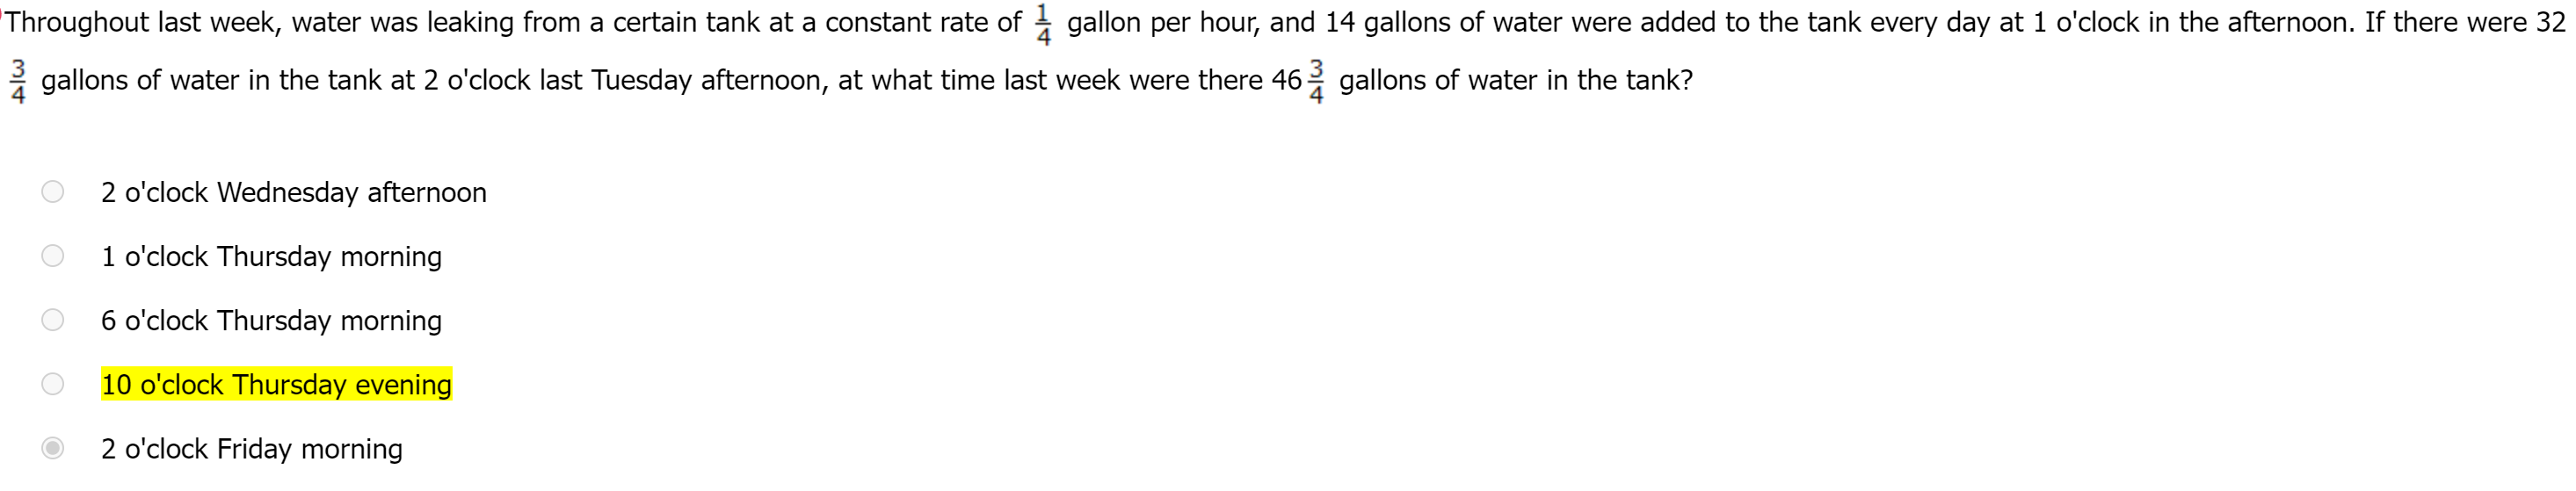 Throughout last week, water was leaking from a certain tank at a constant rate of 1/4 gallon per hour, and 14 gallons of water were added to the tank every day at 1 o'clock in the afternoon. If there were 32
3/4 gallons of water in the tank at 2 o'clock last Tuesday afternoon, at what time last week were there 46 3/4 gallons of water in the tank?
2 o'clock Wednesday afternoon
1 o'clock Thursday morning
6 o'clock Thursday morning
10 o'clock Thursday evening
2 o'clock Friday morning